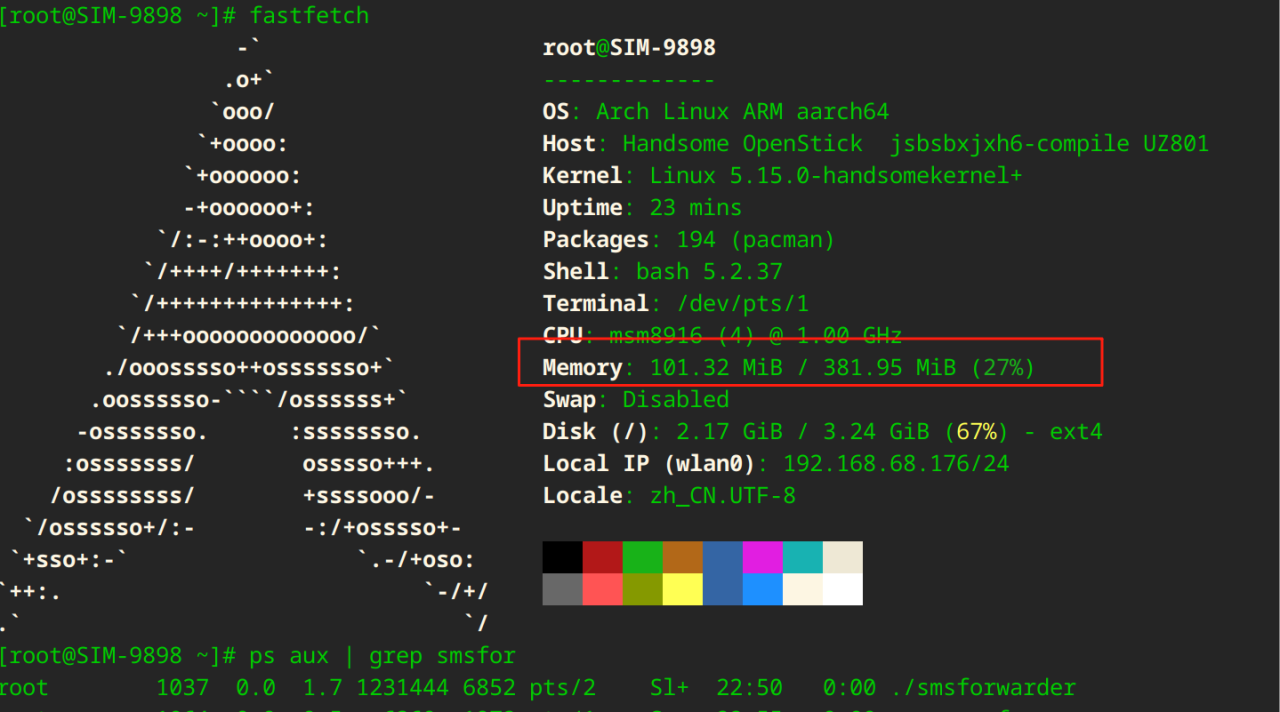 [root@SIM-9898 ~]# fastfetch
root@SIM-9898
-------------
OS: Arch Linux ARM aarch64
Host: Handsome OpenStick  jsbsbxjxh6-compile UZ801
Kernel: Linux 5.15.0-handsomekernel+
Uptime: 23 mins
Packages: 194 (pacman)
Shell: bash 5.2.37
Terminal: /dev/pts/1
CPU: msm8916 (4) @ 1.00 GHz
Memory: 101.32 MiB / 381.95 MiB (27%)
Swap: Disabled
Disk (/): 2.17 GiB / 3.24 GiB (67%) - ext4
Local IP (wlan0): 192.168.68.176/24
Locale: zh_CN.UTF-8
[root@SIM-9898 ~]# ps aux | grep smsfor
root        1037  0.0  1.7 1231444 6852 pts/2    Sl+  22:50   0:00 ./smsforwarder